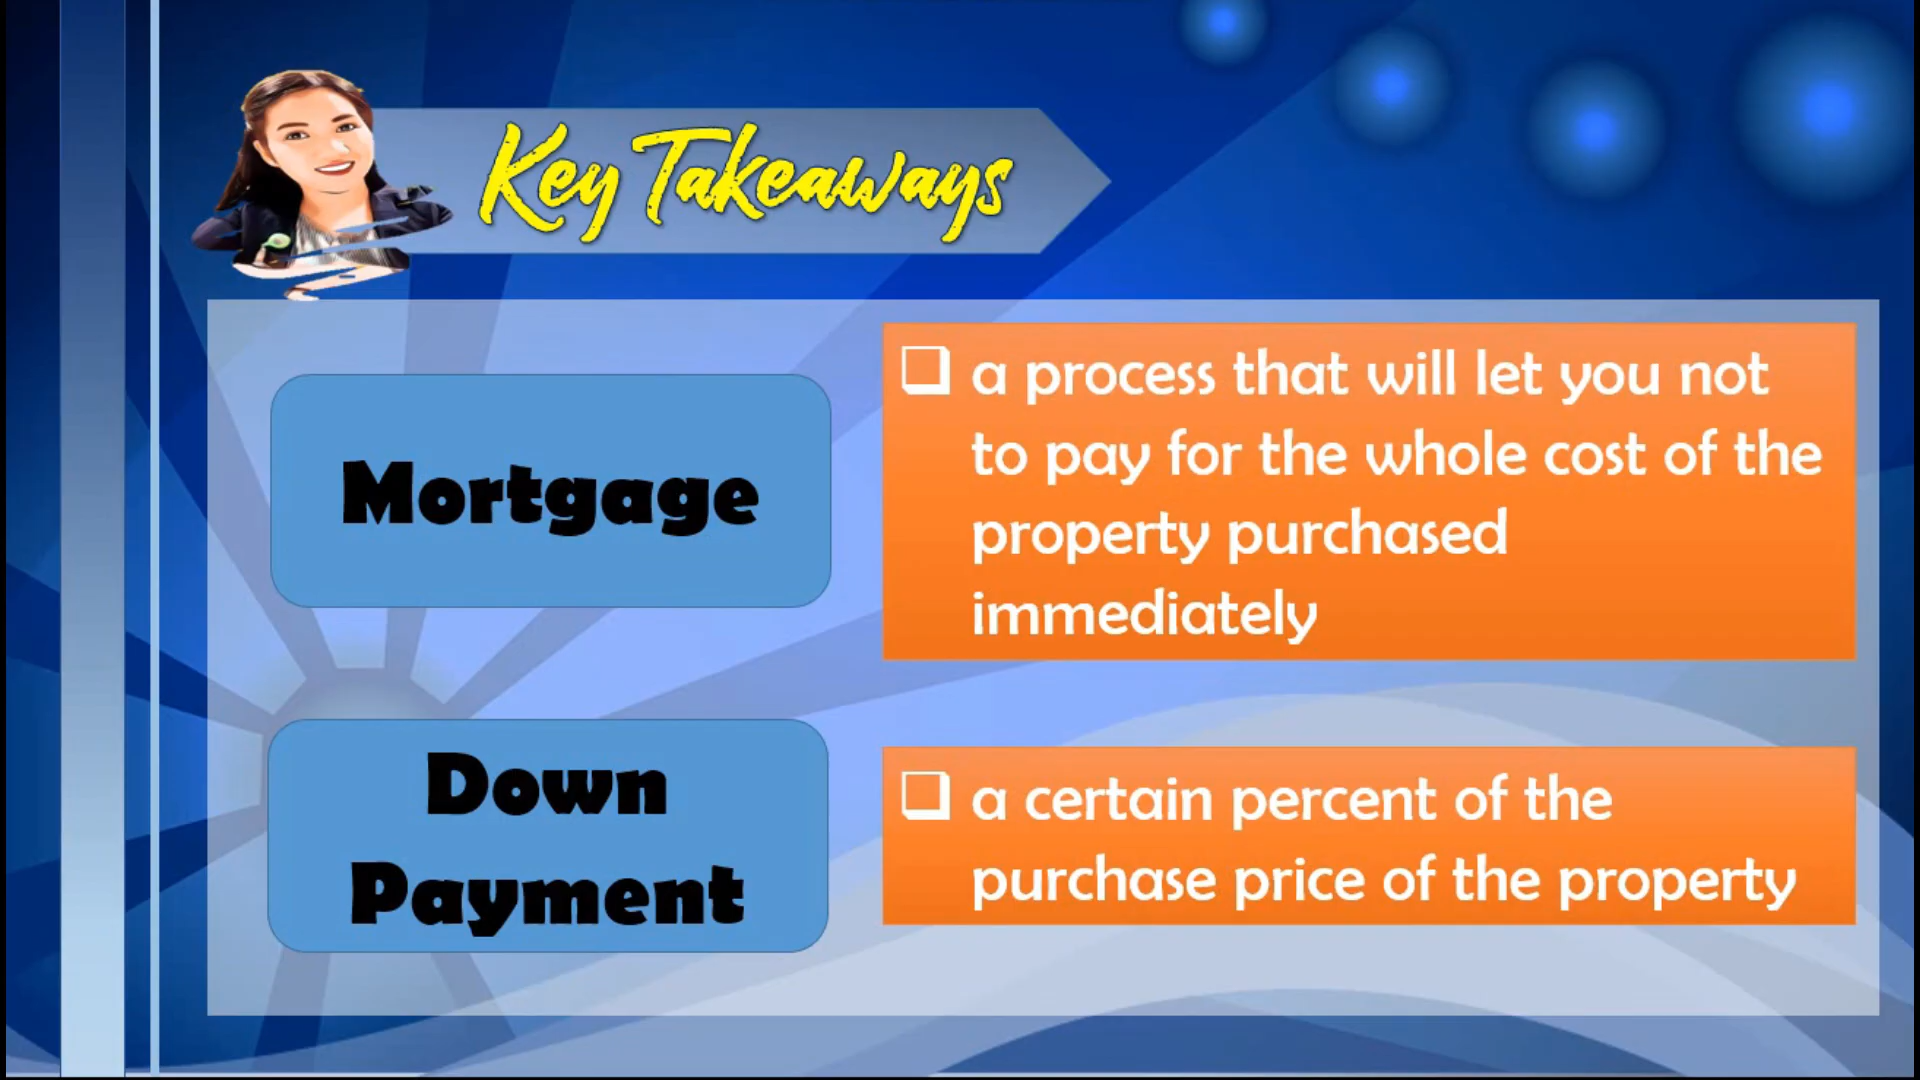 Key Takeaways
Mortgage
a process that will let you not
to pay for the whole cost of the
property purchased
immediately
Down
Payment
a certain percent of the
purchase price of the property